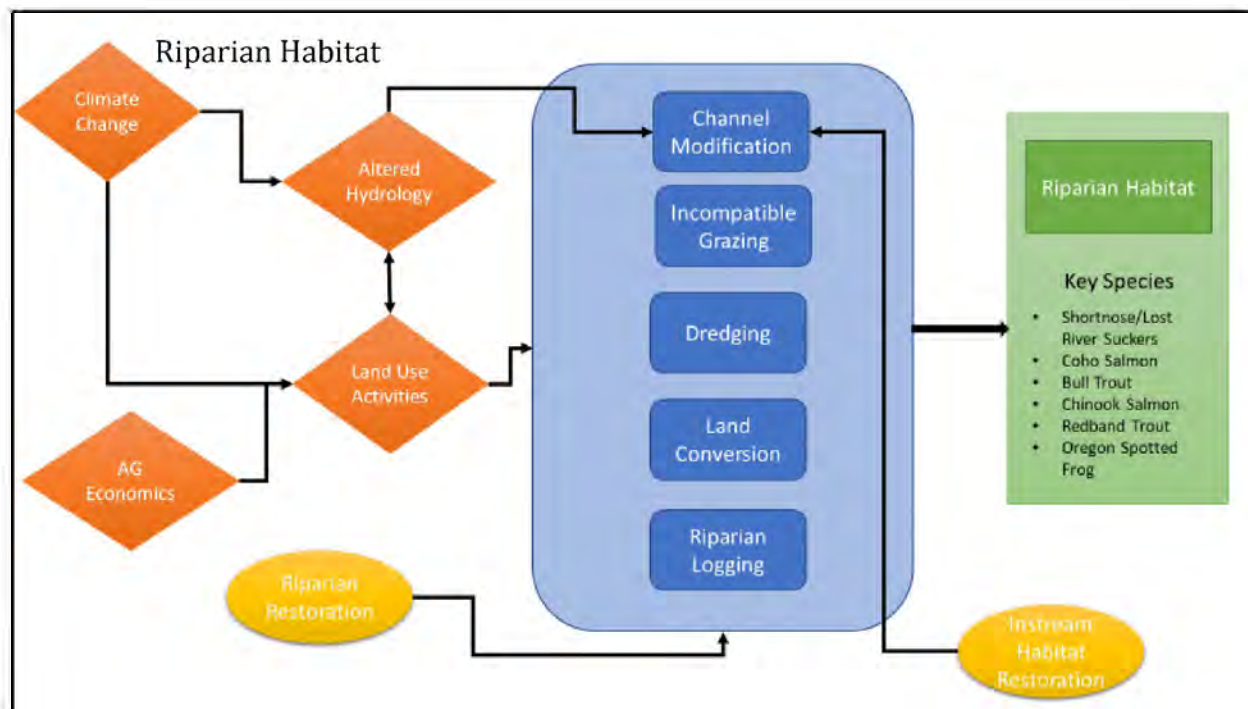 Riparian Habitat
Climate
Change
Altered
Hydrology
Land Use
Activities
AG
Economics
Riparian
Restoration
Channel
Modification
Incompatible
Grazing
Dredging
Land
Conversion
Riparian
Logging
Instream
Habitat
Restoration
Riparian Habitat
Key Species
• Shortnose/Lost
River Suckers
• Coho Salmon
• Bull Trout
• Chinook Salmon
• Redband Trout
• Oregon Spotted
Frog